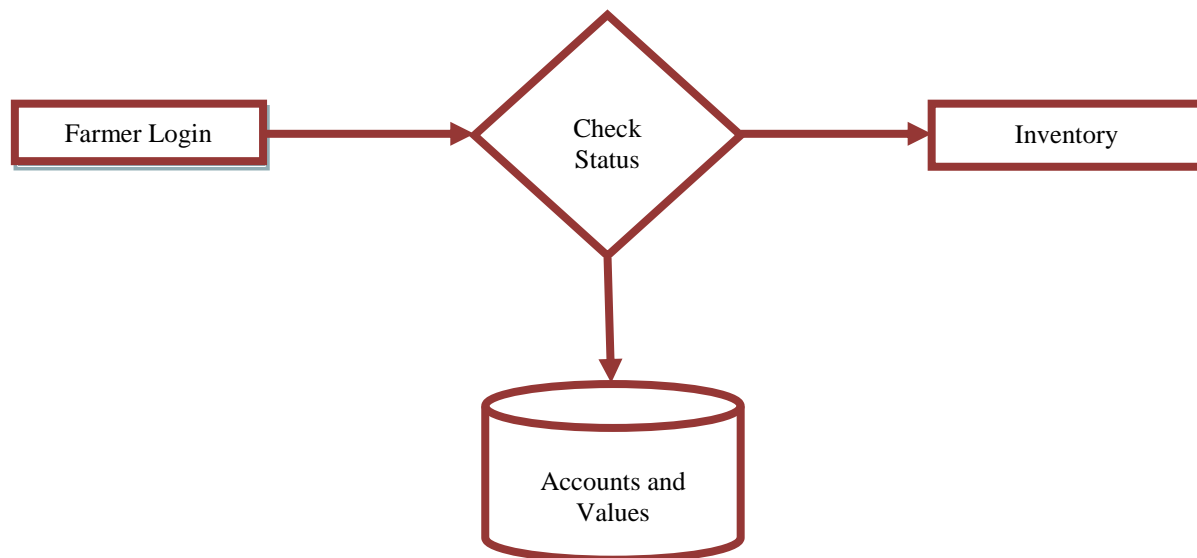 Farmer Login
Check
Status
Inventory
Accounts and
Values